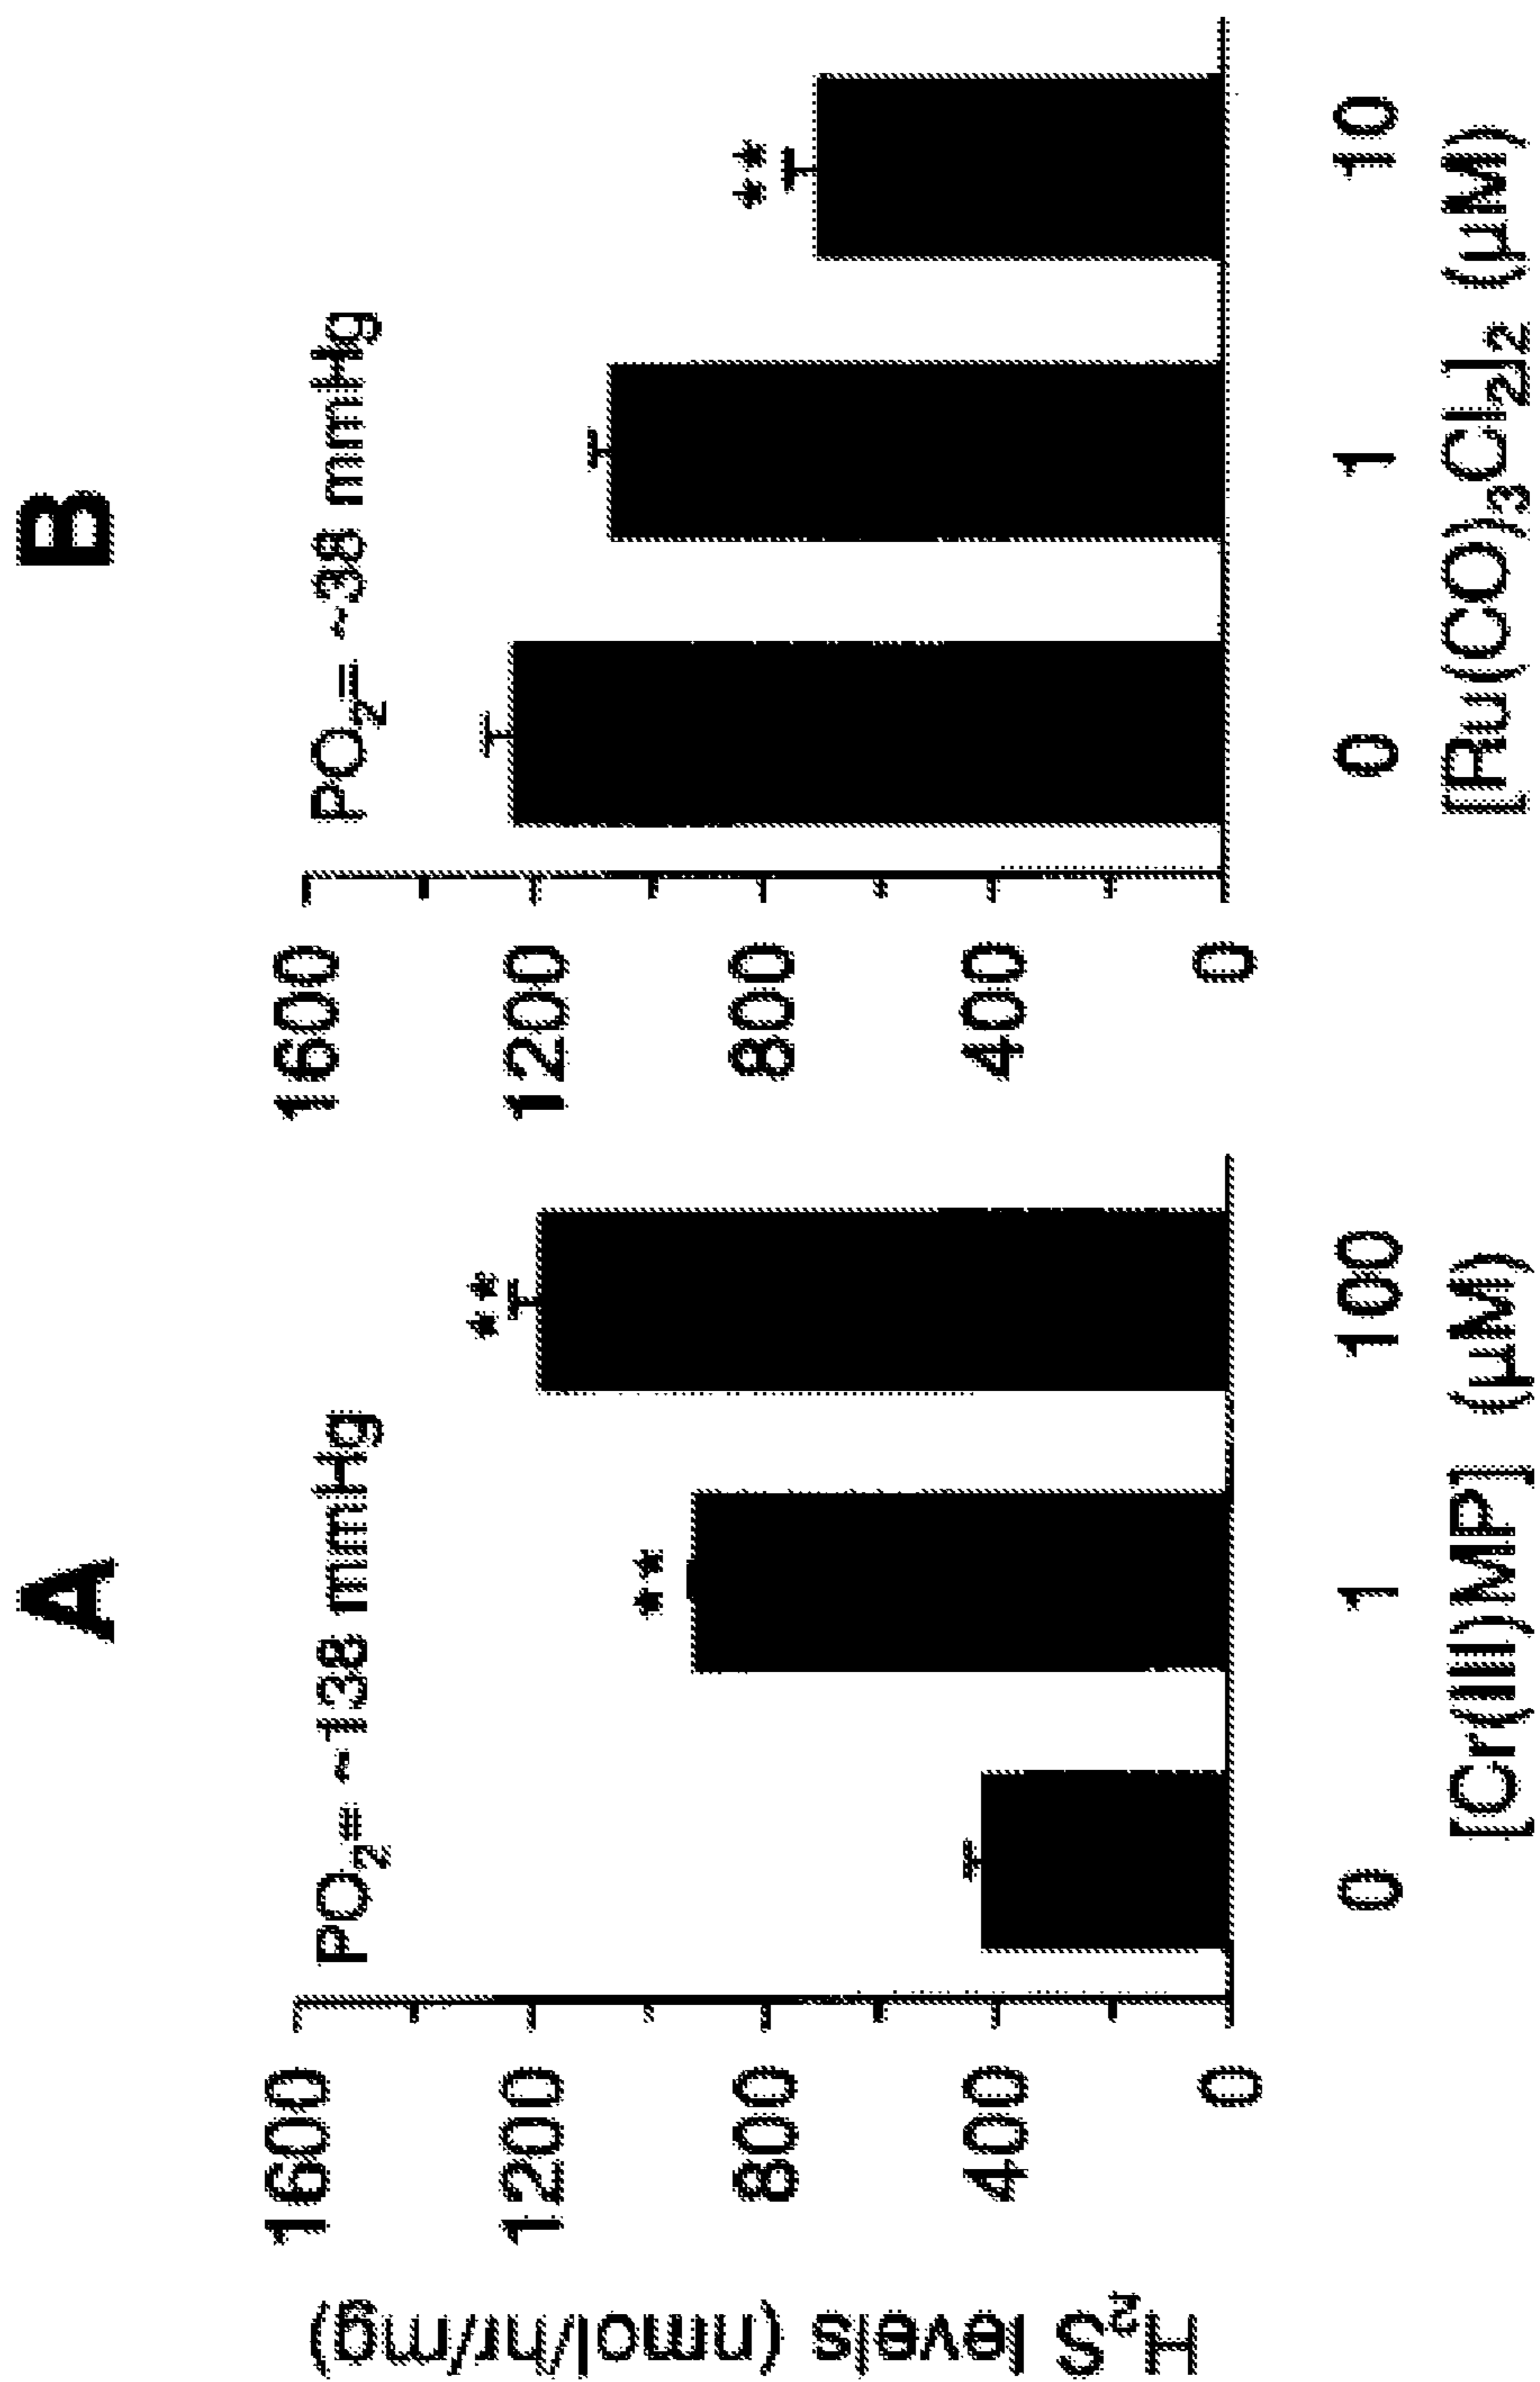 A
PO2= ~138 mmHg
H2S levels (nmol/hr/mg)
1600
1200
800
400
0
**
**
0 1 100
[Cr(III)MP] (µM)
B
PO2= ~38 mmHg
1600
1200
800
400
0
**
0 1 10
[Ru(CO)3Cl2]2 (µM)